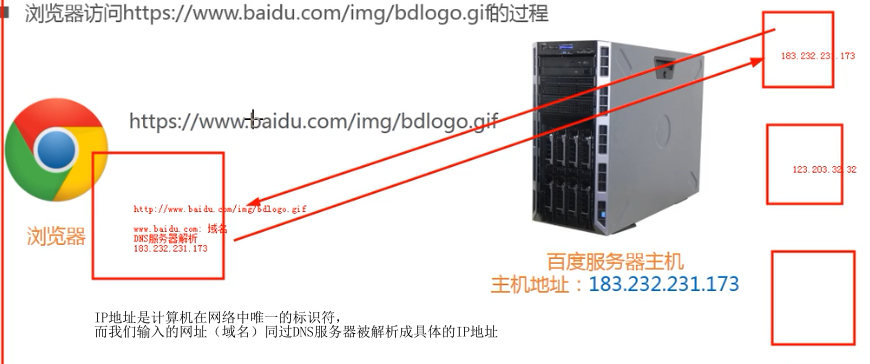 浏览器访问https://www.baidu.com/img/bdlogo.gif的过程
183.232.231.173
https://www.baidu.com/img/bdlogo.gif
123.203.32.32
http://www.baidu.com/img/bdlogo.gif
www.baidu.com: 域名
DNS服务器解析
183.232.231.173
浏览器
百度服务器主机
主机地址：183.232.231.173
IP地址是计算机在网络中唯一的标识符，
而我们输入的网址（域名）同过DNS服务器被解析成具体的IP地址